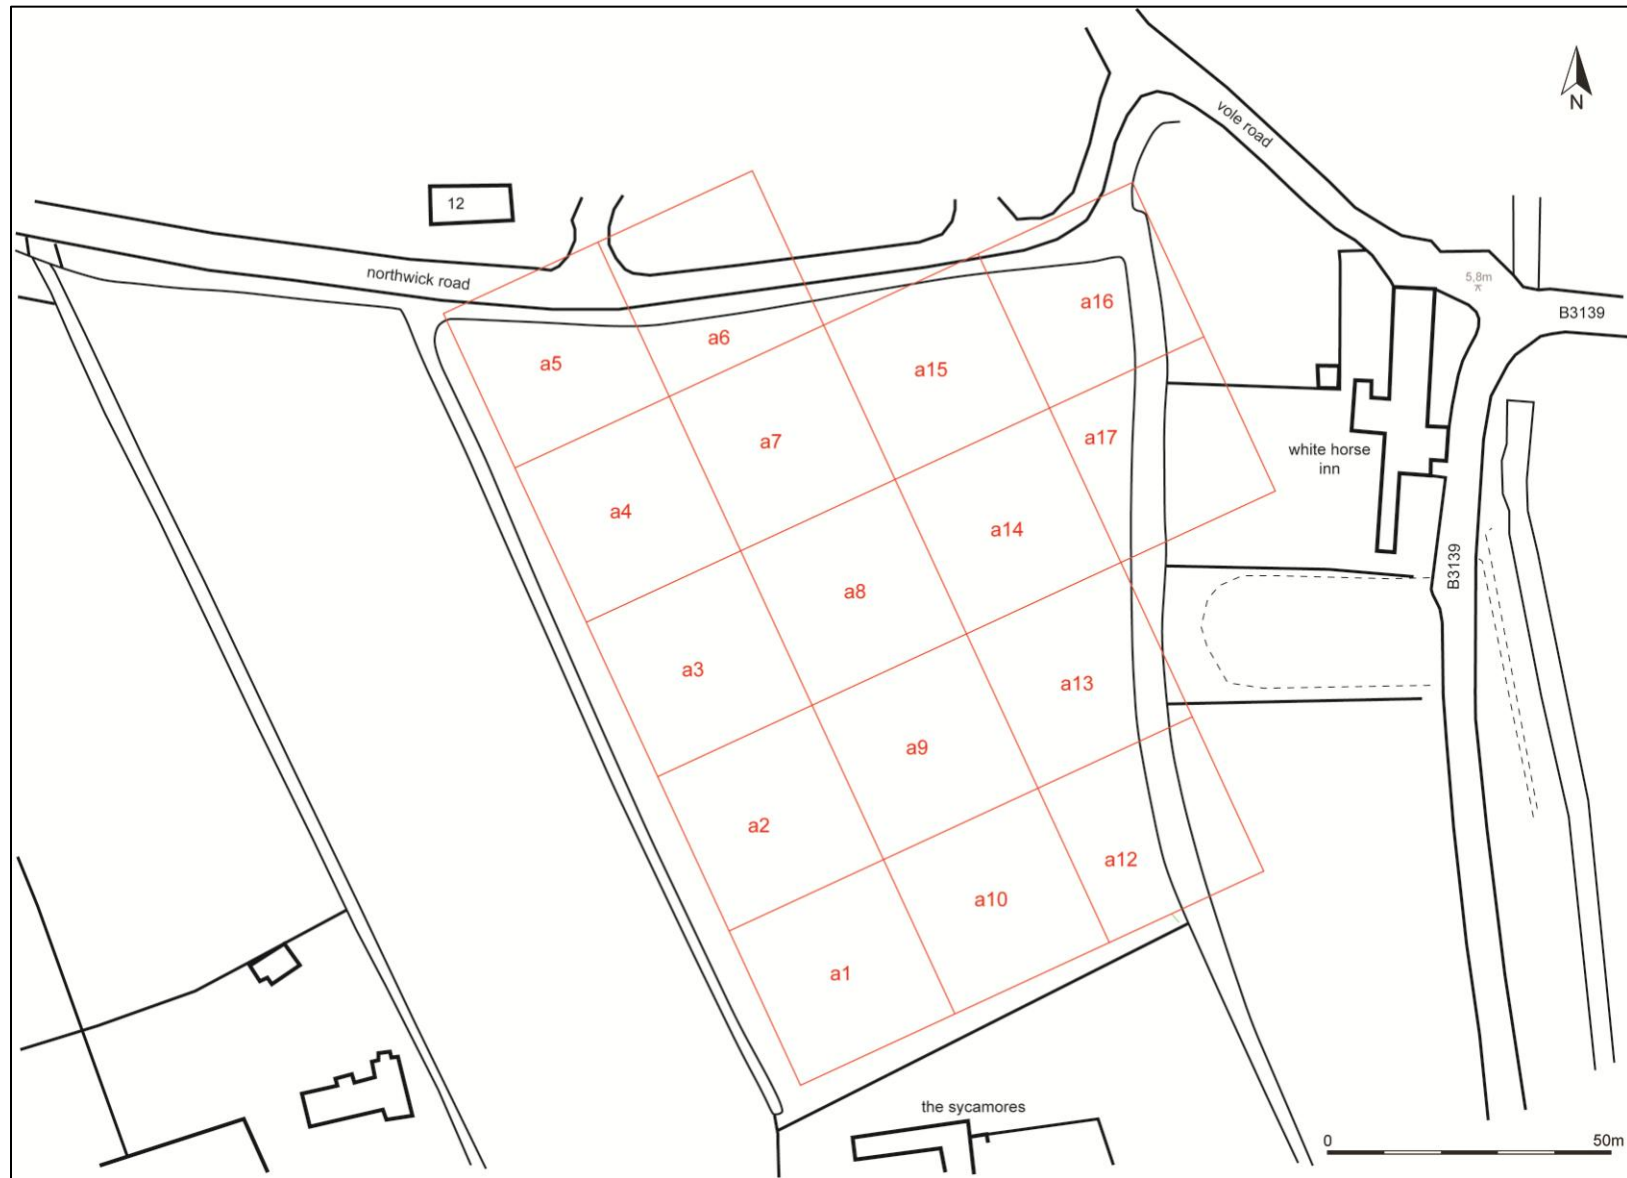 N
vole road
12
northwick road
5,8m
B3139
a16
a6
a5
a15
a17
a7
white horse
inn
a4
a14
B3139
a8
a3
a13
a9
a2
a12
a10
a1
the sycamores
0 50m